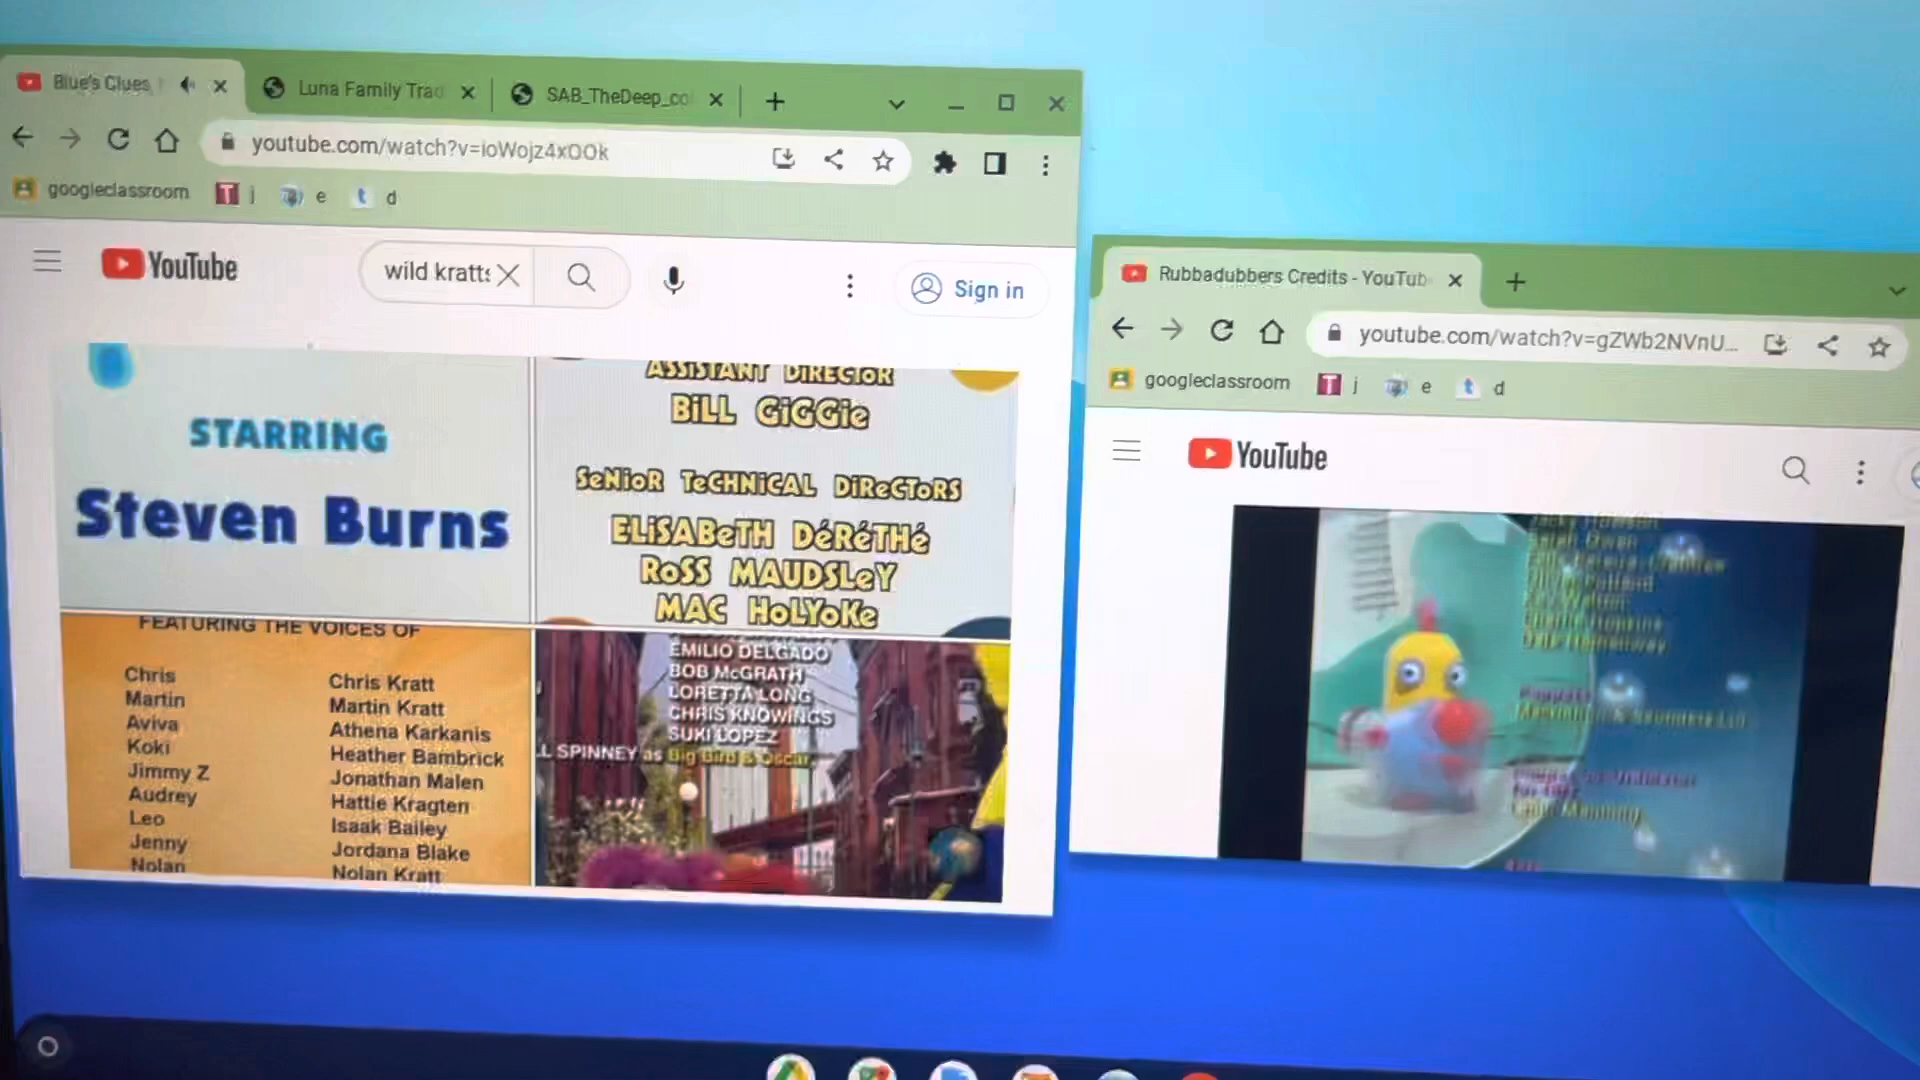 Blue's Clues
Luna Family Trad
SAB_TheDeep_co
youtube.com/watch?v=ioWojz4xOOk
googleclassroom
j
e
t
d
YouTube
wild kratts
Sign in
STARRING
Steven Burns
ASSISTANT DiRECToR
BiLL GiGGie
SeNioR TeCHNiCAL DiReCToRS
ELiSABeTH DéRéTHé
RoSS MAUDSLeY
MAC HoLYoKe
FEATURING THE VOICES OF
Chris Chris Kratt
Martin Martin Kratt
Aviva Athena Karkanis
Koki Heather Bambrick
Jimmy Z Jonathan Malen
Audrey Hattie Kragten
Leo Isaak Bailey
Jenny Jordana Blake
Nolan Nolan Kratt
EMILIO DELGADO
BOB McGRATH
LORETTA LONG
CHRIS KNOWINGS
SUKI LOPEZ
L SPINNEY as Big Bird & Oscar
Rubbadubbers Credits - YouTub
youtube.com/watch?v=gZWb2NVnU...
googleclassroom
j
e
t
d
YouTube
Sarah Owen
Puppets